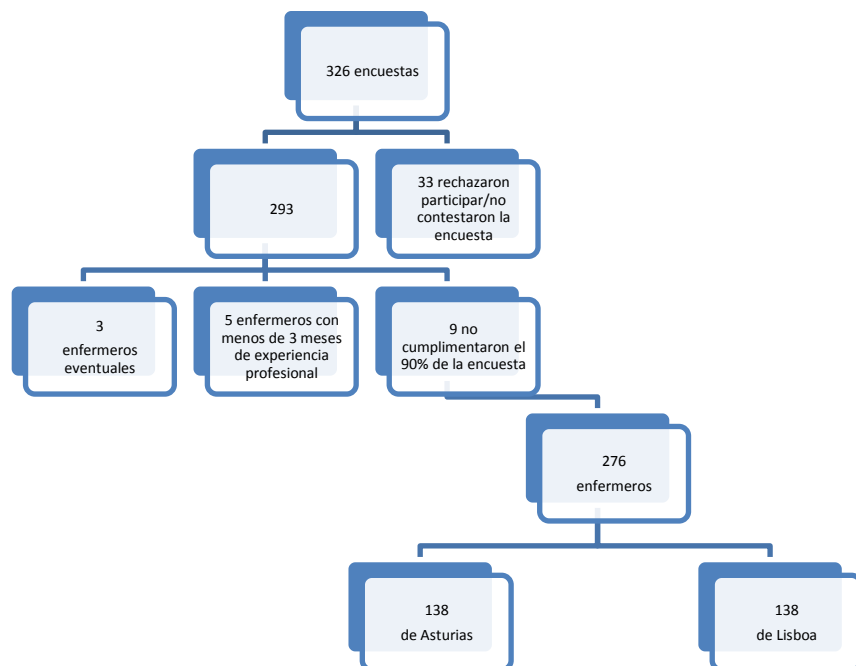 326 encuestas
293
33 rechazaron
participar/no
contestaron la
encuesta
3
enfermeros
eventuales
5 enfermeros con
menos de 3 meses
de experiencia
profesional
9 no
cumplimentaron el
90% de la encuesta
276
enfermeros
138
de Asturias
138
de Lisboa